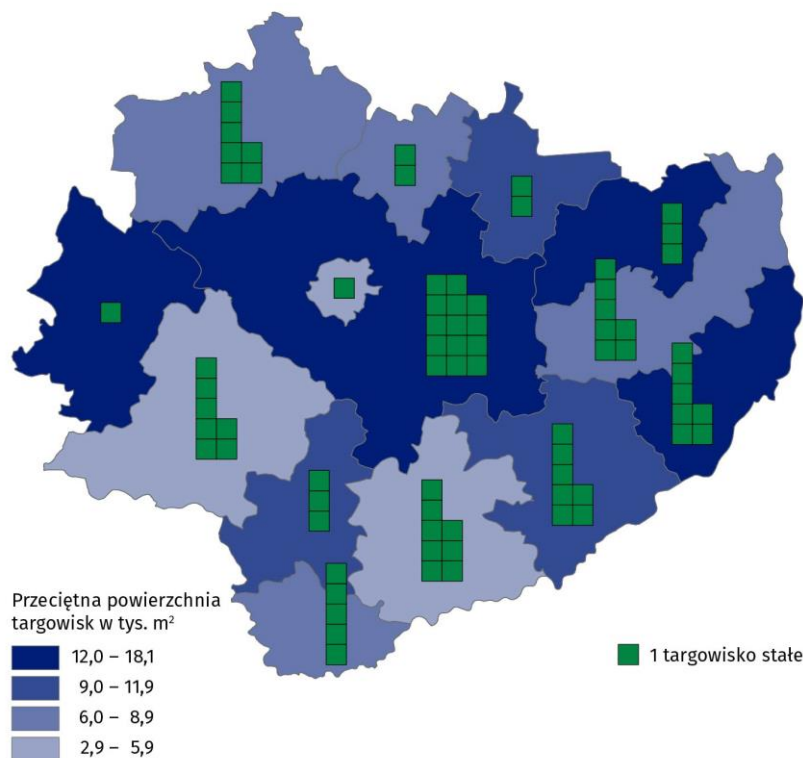 Przeciętna powierzchnia
targowisk w tys. m²
12,0 – 18,1
9,0 – 11,9
6,0 – 8,9
2,9 – 5,9
1 targowisko stałe